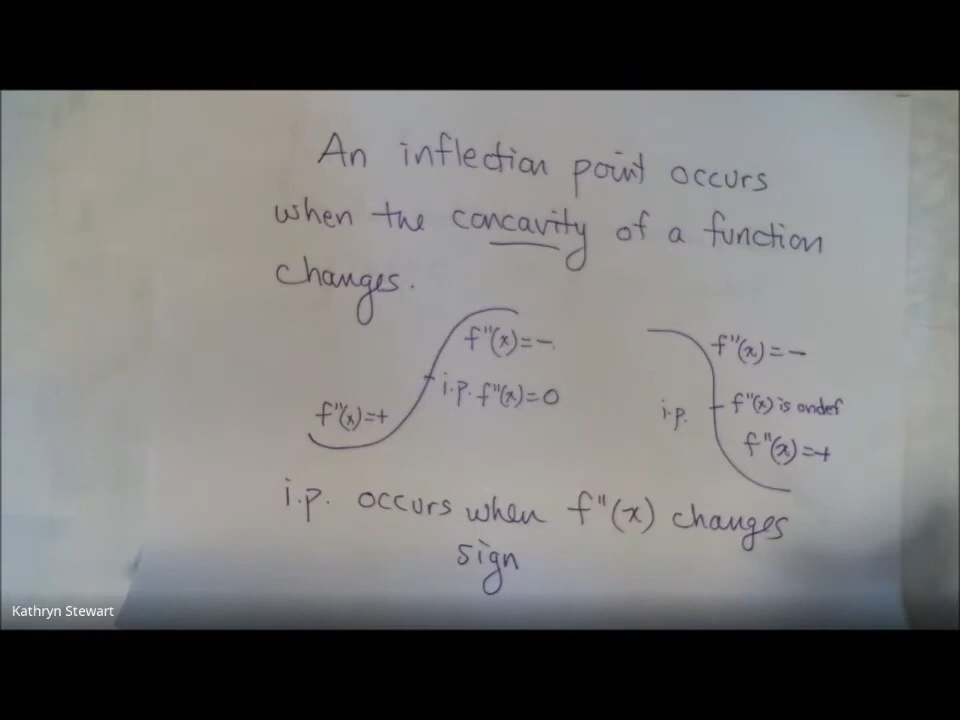 An inflection point occurs
when the concavity of a function
changes.
f"(x)=-
i.p. f"(x)=0
f"(x)=+
f"(x)=-
i.p. f"(x) is undef
f"(x)=+
i.p. occurs when f"(x) changes
sign
Kathryn Stewart